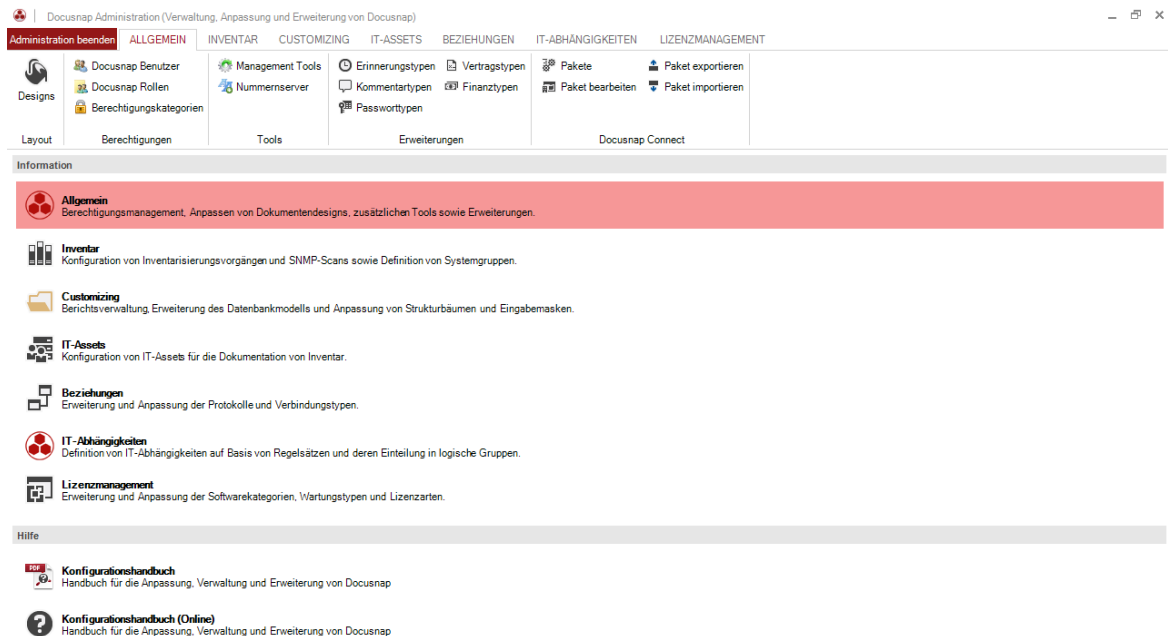 Docusnap Administration (Verwaltung, Anpassung und Erweiterung von Docusnap)
Administration beenden ALLGEMEIN INVENTAR CUSTOMIZING IT-ASSETS BEZIEHUNGEN IT-ABHÄNGIGKEITEN LIZENZMANAGEMENT
Docusnap Benutzer Management Tools Erinnerungstypen Vertragstypen Pakete Paket exportieren
Designs Docusnap Rollen Nummernserver Kommentartypen Finanztypen Paket bearbeiten Paket importieren
Berechtigungskategorien Passworttypen
Layout Berechtigungen Tools Erweiterungen Docusnap Connect
Information
Allgemein
Berechtigungsmanagement, Anpassen von Dokumentendesigns, zusätzlichen Tools sowie Erweiterungen.
Inventar
Konfiguration von Inventarisierungsvorgängen und SNMP-Scans sowie Definition von Systemgruppen.
Customizing
Berichtsverwaltung, Erweiterung des Datenbankmodells und Anpassung von Strukturbäumen und Eingabemasken.
IT-Assets
Konfiguration von IT-Assets für die Dokumentation von Inventar.
Beziehungen
Erweiterung und Anpassung der Protokolle und Verbindungstypen.
IT-Abhängigkeiten
Definition von IT-Abhängigkeiten auf Basis von Regelsätzen und deren Einteilung in logische Gruppen.
Lizenzmanagement
Erweiterung und Anpassung der Softwarekategorien, Wartungstypen und Lizenzarten.
Hilfe
PDF
Konfigurationshandbuch
Handbuch für die Anpassung, Verwaltung und Erweiterung von Docusnap
Konfigurationshandbuch (Online)
Handbuch für die Anpassung, Verwaltung und Erweiterung von Docusnap